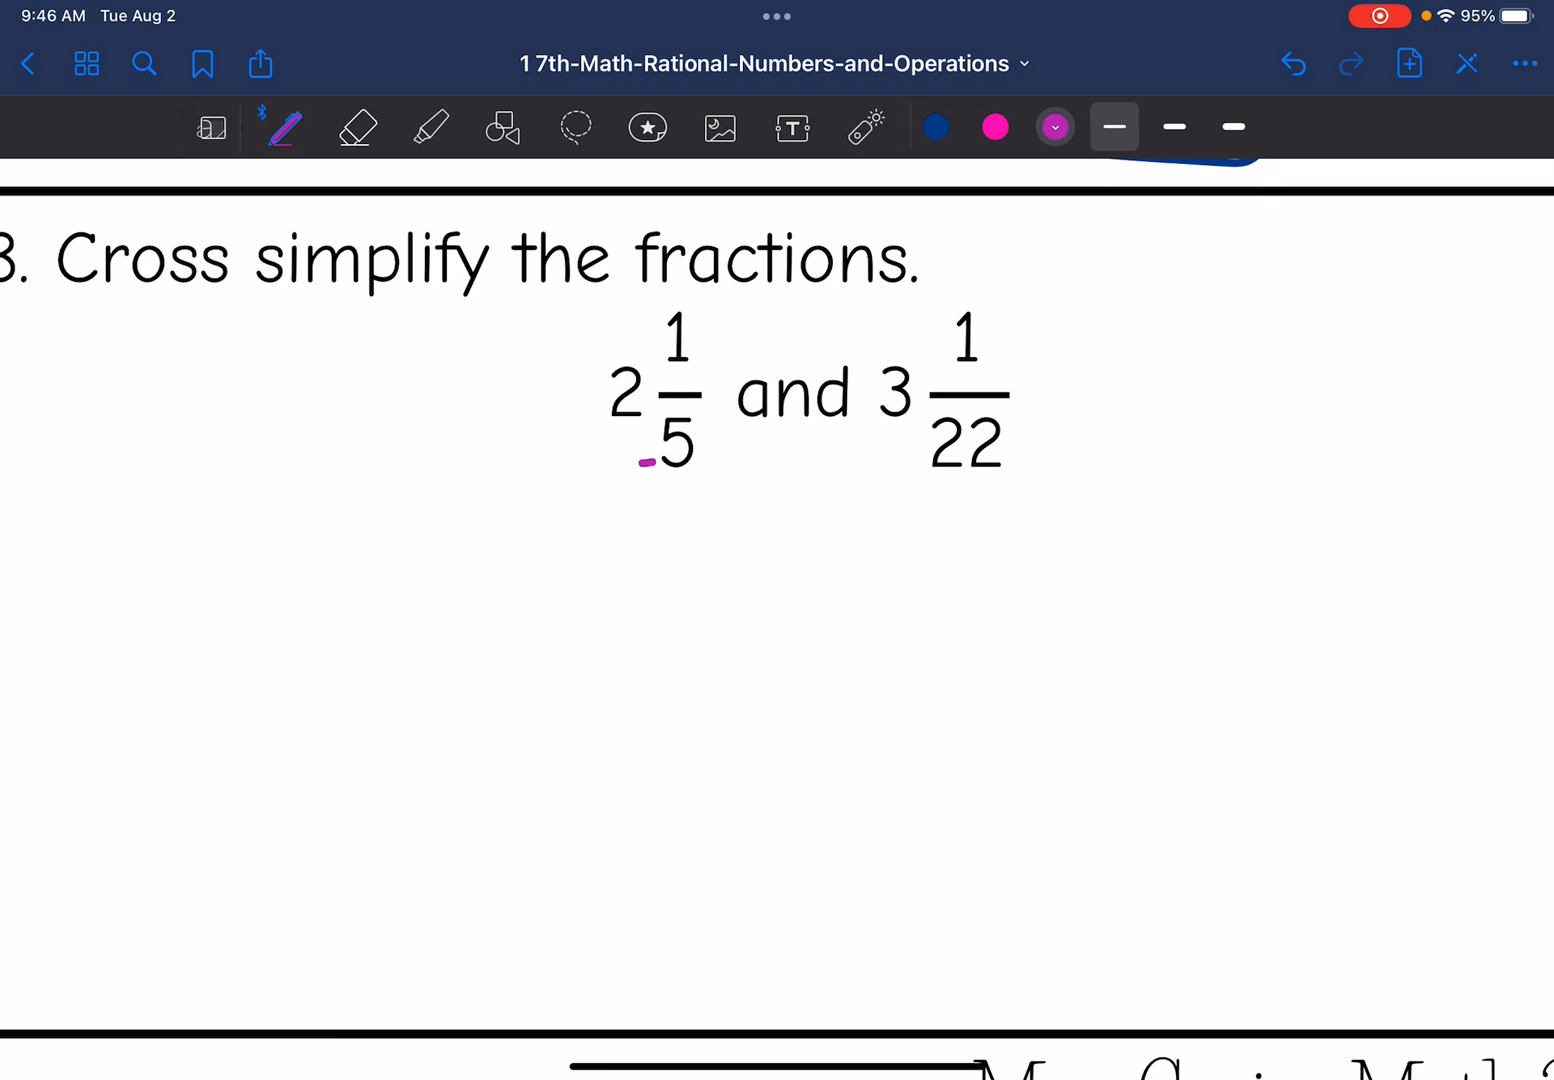 9:46 AM Tue Aug 2
95%
1 7th-Math-Rational-Numbers-and-Operations
T
3. Cross simplify the fractions.
2 1/5 and 3 1/22